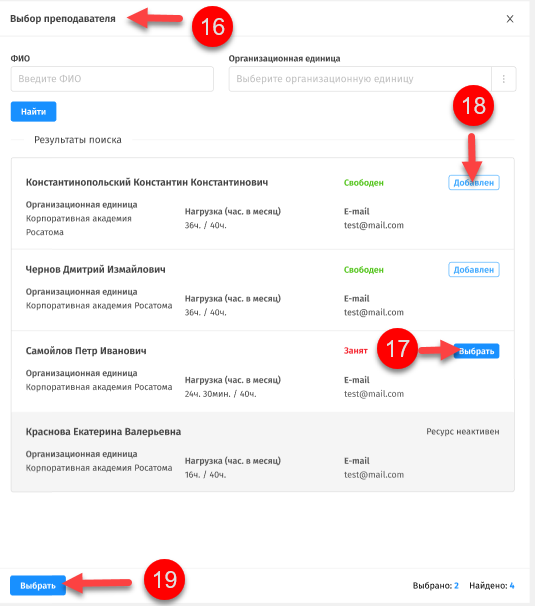 Выбор преподавателя
16
ФИО Организационная единица
Введите ФИО Выберите организационную единицу
Найти
18
Результаты поиска
Константинопольский Константин Константинович Свободен Добавлен
Организационная единица Нагрузка (час. в месяц) E-mail
Корпоративная академия 36ч. / 40ч. test@mail.com
Росатома
Чернов Дмитрий Измайлович Свободен Добавлен
Организационная единица Нагрузка (час. в месяц) E-mail
Корпоративная академия Росатома 36ч. / 40ч. test@mail.com
Самойлов Петр Иванович Занят 17 Выбрать
Организационная единица Нагрузка (час. в месяц) E-mail
Корпоративная академия Росатома 24ч. 30мин. / 40ч. test@mail.com
Краснова Екатерина Валерьевна Ресурс неактивен
Организационная единица Нагрузка (час. в месяц) E-mail
Корпоративная академия Росатома 16ч. / 40ч. test@mail.com
Выбрать 19 Выбрано: 2 Найдено: 4